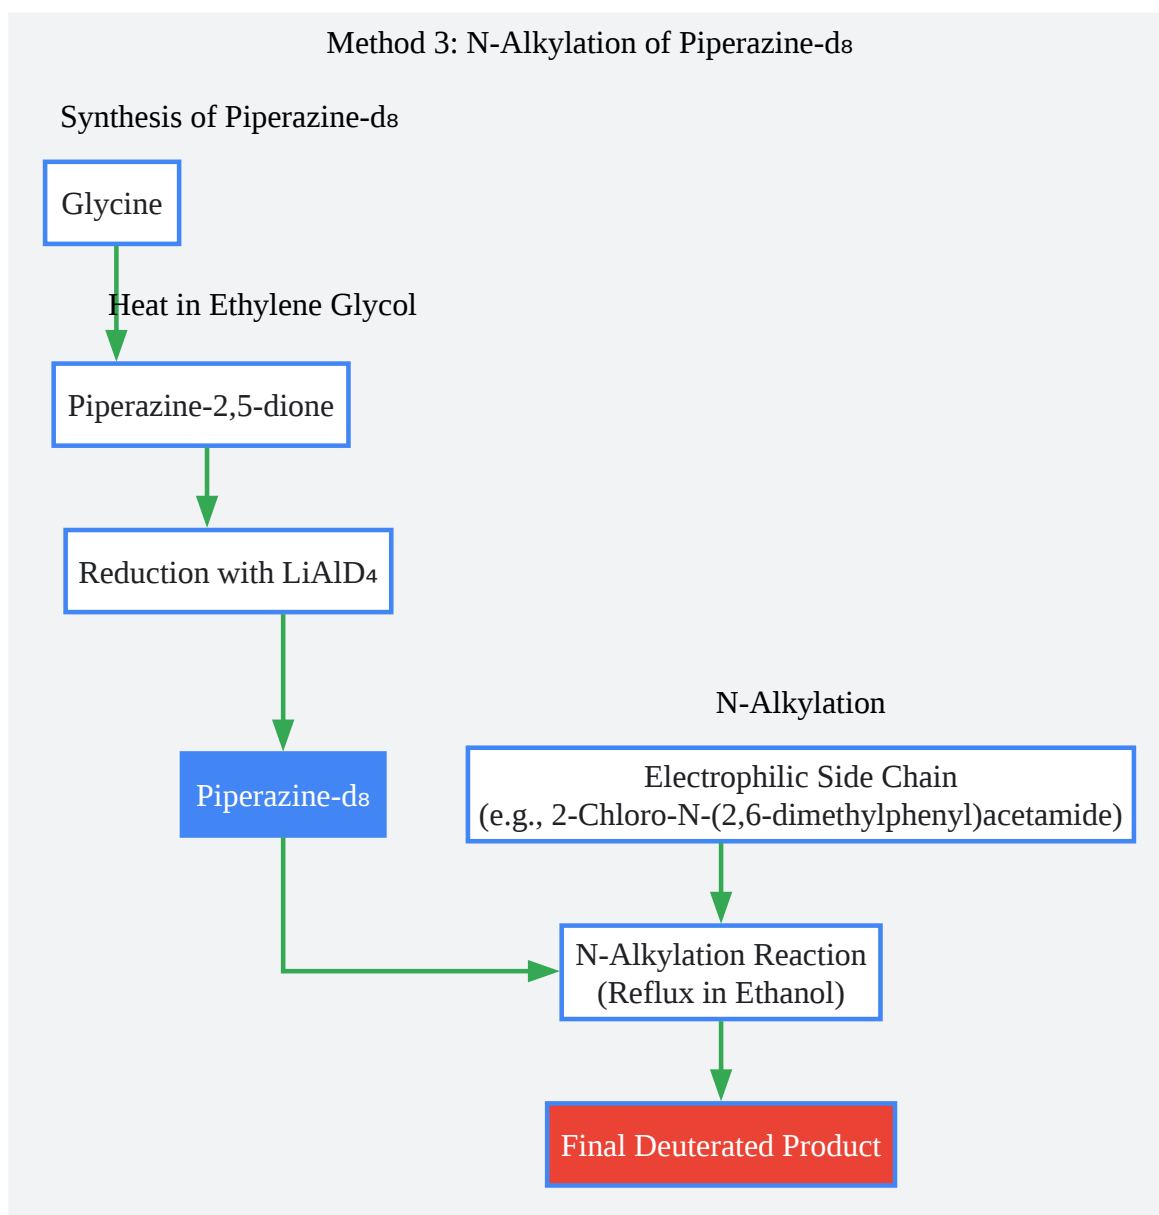 Method 3: N-Alkylation of Piperazine-d₈
Synthesis of Piperazine-d₈
Glycine
Heat in Ethylene Glycol
Piperazine-2,5-dione
Reduction with LiAlD₄
Piperazine-d₈
N-Alkylation
Electrophilic Side Chain
(e.g., 2-Chloro-N-(2,6-dimethylphenyl)acetamide)
N-Alkylation Reaction
(Reflux in Ethanol)
Final Deuterated Product